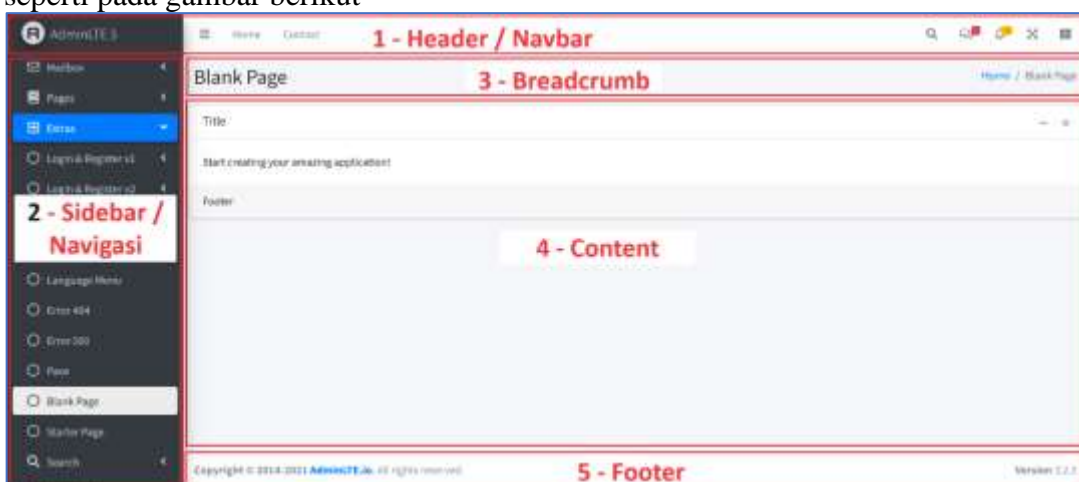 seperti pada gambar berikut
AdminLTE 3
Home Contact
1 - Header / Navbar
Mailbox
Blank Page
3 - Breadcrumb
Home / Blank Page
Pages
Extras
Title
Login & Register v1
Start creating your amazing application!
Login & Register v2
Footer
2 - Sidebar /
Navigasi
4 - Content
Language Menu
Error 404
Error 500
Pace
Blank Page
Starter Page
Search
Copyright © 2014-2021 AdminLTE.io. All rights reserved.
5 - Footer
Version